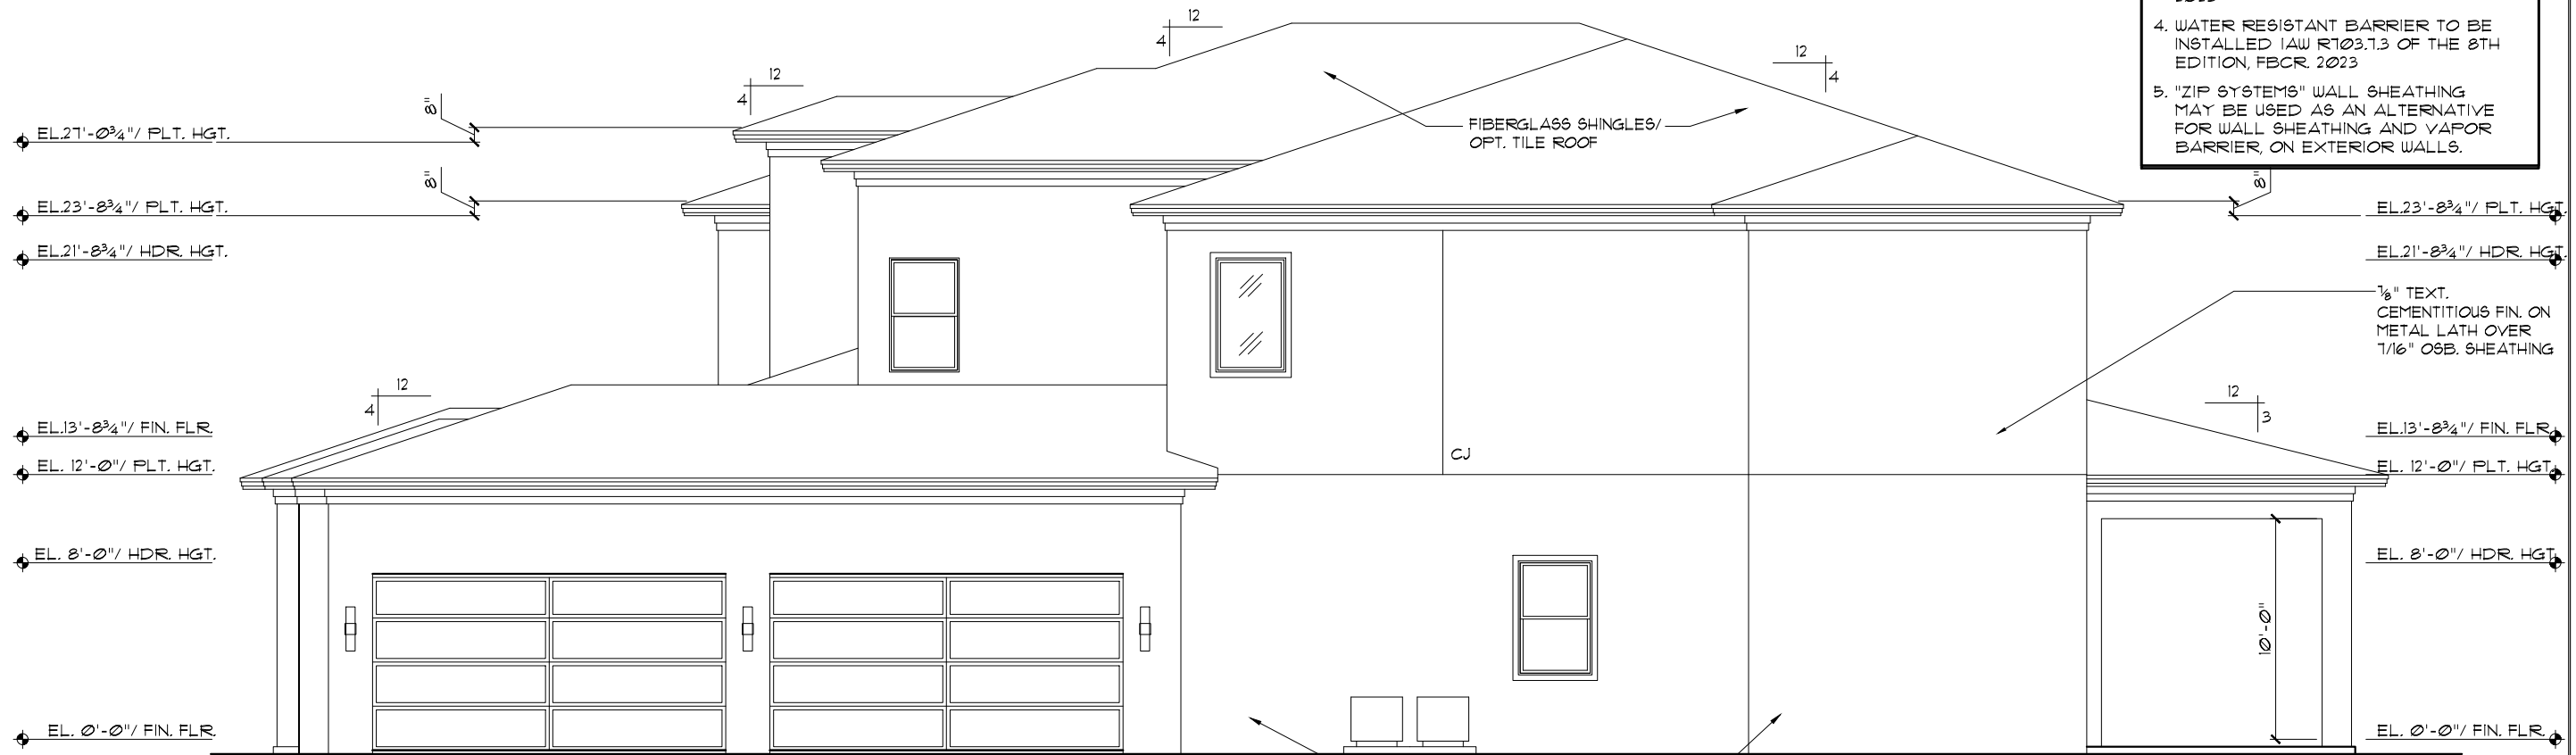 12
4
12
4
12
4
2023
4. WATER RESISTANT BARRIER TO BE
INSTALLED IAW R703.7.3 OF THE 8TH
EDITION, FBCR. 2023
5. "ZIP SYSTEMS" WALL SHEATHING
MAY BE USED AS AN ALTERNATIVE
FOR WALL SHEATHING AND VAPOR
BARRIER, ON EXTERIOR WALLS.
8"
EL.27'-0¾"/ PLT. HGT.
FIBERGLASS SHINGLES/
OPT. TILE ROOF
8"
8"
EL.23'-8¾"/ PLT. HGT.
EL.23'-8¾"/ PLT. HGT.
EL.21'-8¾"/ HDR. HGT.
EL.21'-8¾"/ HDR. HGT.
⅞" TEXT.
CEMENTITIOUS FIN. ON
METAL LATH OVER
7/16" OSB. SHEATHING
12
4
12
3
EL.13'-8¾"/ FIN. FLR.
EL.13'-8¾"/ FIN. FLR.
CJ
EL. 12'-0"/ PLT. HGT.
EL. 12'-0"/ PLT. HGT.
EL. 8'-0"/ HDR. HGT.
EL. 8'-0"/ HDR. HGT.
10'-0"
EL. 0'-0"/ FIN. FLR.
EL. 0'-0"/ FIN. FLR.